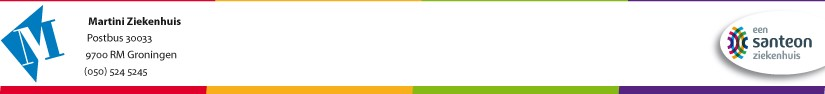 M
Martini Ziekenhuis
Postbus 30033
9700 RM Groningen
(050) 524 5245
een
santeon
ziekenhuis